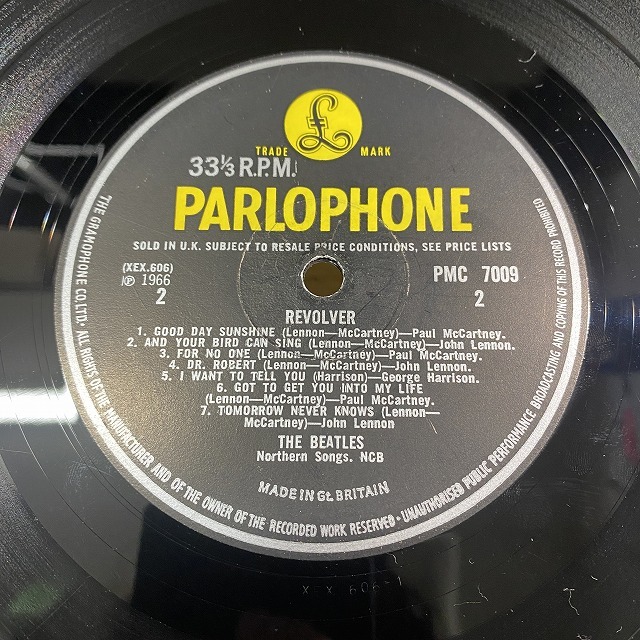 £
TRADE MARK
33⅓ R.P.M.
PARLOPHONE
SOLD IN U.K. SUBJECT TO RESALE PRICE CONDITIONS, SEE PRICE LISTS
(XEX.606)
Ⓟ 1966
2
PMC 7009
2
REVOLVER
1. GOOD DAY SUNSHINE (Lennon—McCartney)—Paul McCartney.
2. AND YOUR BIRD CAN SING (Lennon—McCartney)—John Lennon.
3. FOR NO ONE (Lennon—McCartney)—Paul McCartney.
4. DR. ROBERT (Lennon—McCartney)—John Lennon.
5. I WANT TO TELL YOU (Harrison)—George Harrison.
6. GOT TO GET YOU INTO MY LIFE
(Lennon—McCartney)—Paul McCartney.
7. TOMORROW NEVER KNOWS (Lennon—
McCartney)—John Lennon
THE BEATLES
Northern Songs. NCB
MADE IN Gt. BRITAIN
THE GRAMOPHONE CO. LTD. • ALL RIGHTS OF THE MANUFACTURER AND OF THE OWNER OF THE RECORDED WORK RESERVED • UNAUTHORISED PUBLIC PERFORMANCE BROADCASTING AND COPYING OF THIS RECORD PROHIBITED